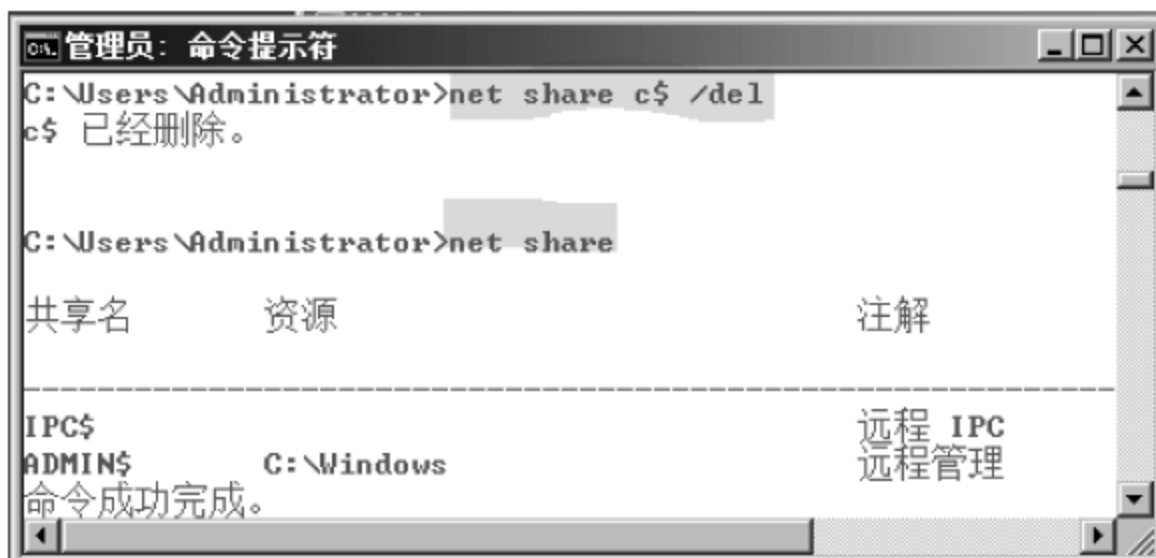 管理员: 命令提示符
C:\Users\Administrator>net share c$ /del
c$ 已经删除。
C:\Users\Administrator>net share
共享名 资源 注解
-------------------------------------------------------------------------------
IPC$ 远程 IPC
ADMIN$ C:\Windows 远程管理
命令成功完成。